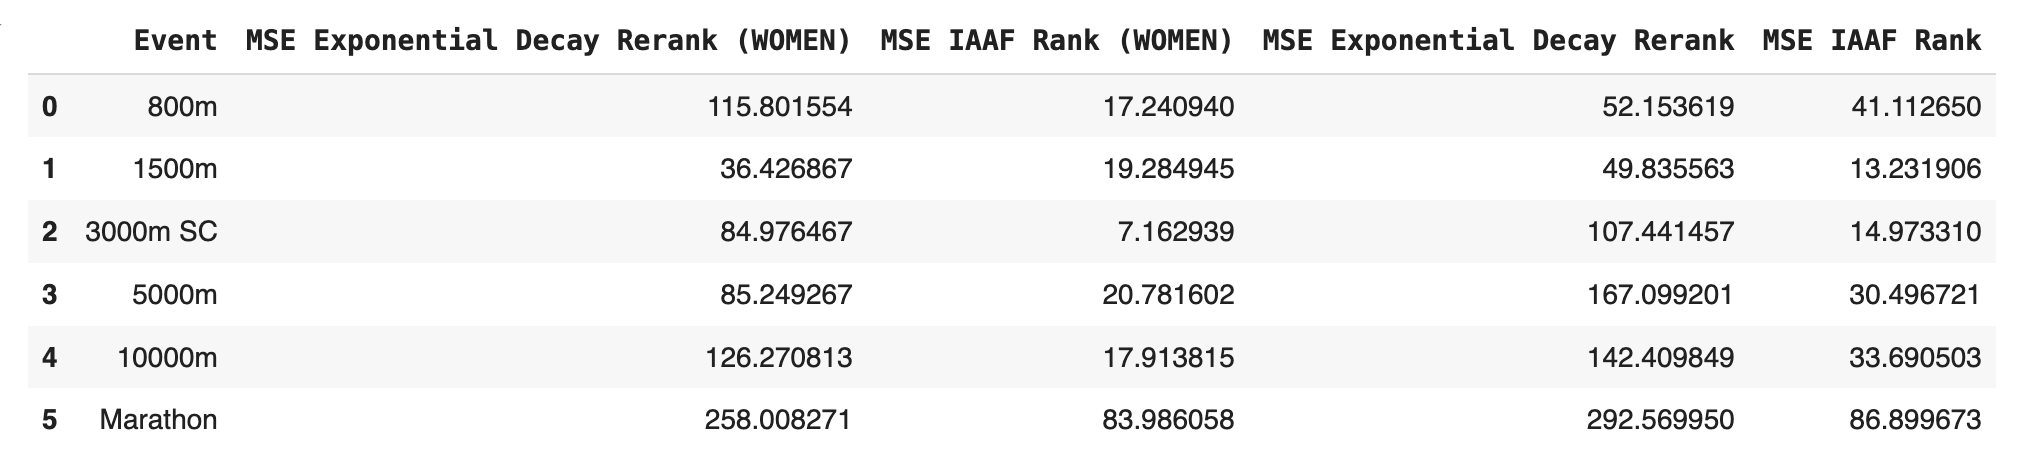 Event MSE Exponential Decay Rerank (WOMEN) MSE IAAF Rank (WOMEN) MSE Exponential Decay Rerank MSE IAAF Rank
0 800m 115.801554 17.240940 52.153619 41.112650
1 1500m 36.426867 19.284945 49.835563 13.231906
2 3000m SC 84.976467 7.162939 107.441457 14.973310
3 5000m 85.249267 20.781602 167.099201 30.496721
4 10000m 126.270813 17.913815 142.409849 33.690503
5 Marathon 258.008271 83.986058 292.569950 86.899673